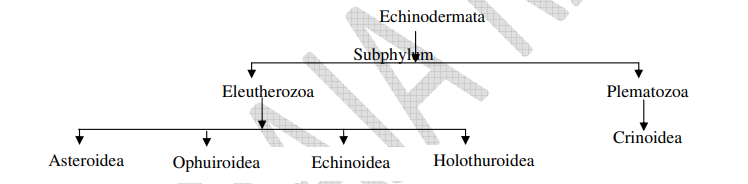 Echinodermata
Subphylum
Eleutherozoa Plematozoa
Crinoidea
Asteroidea Ophuiroidea Echinoidea Holothuroidea